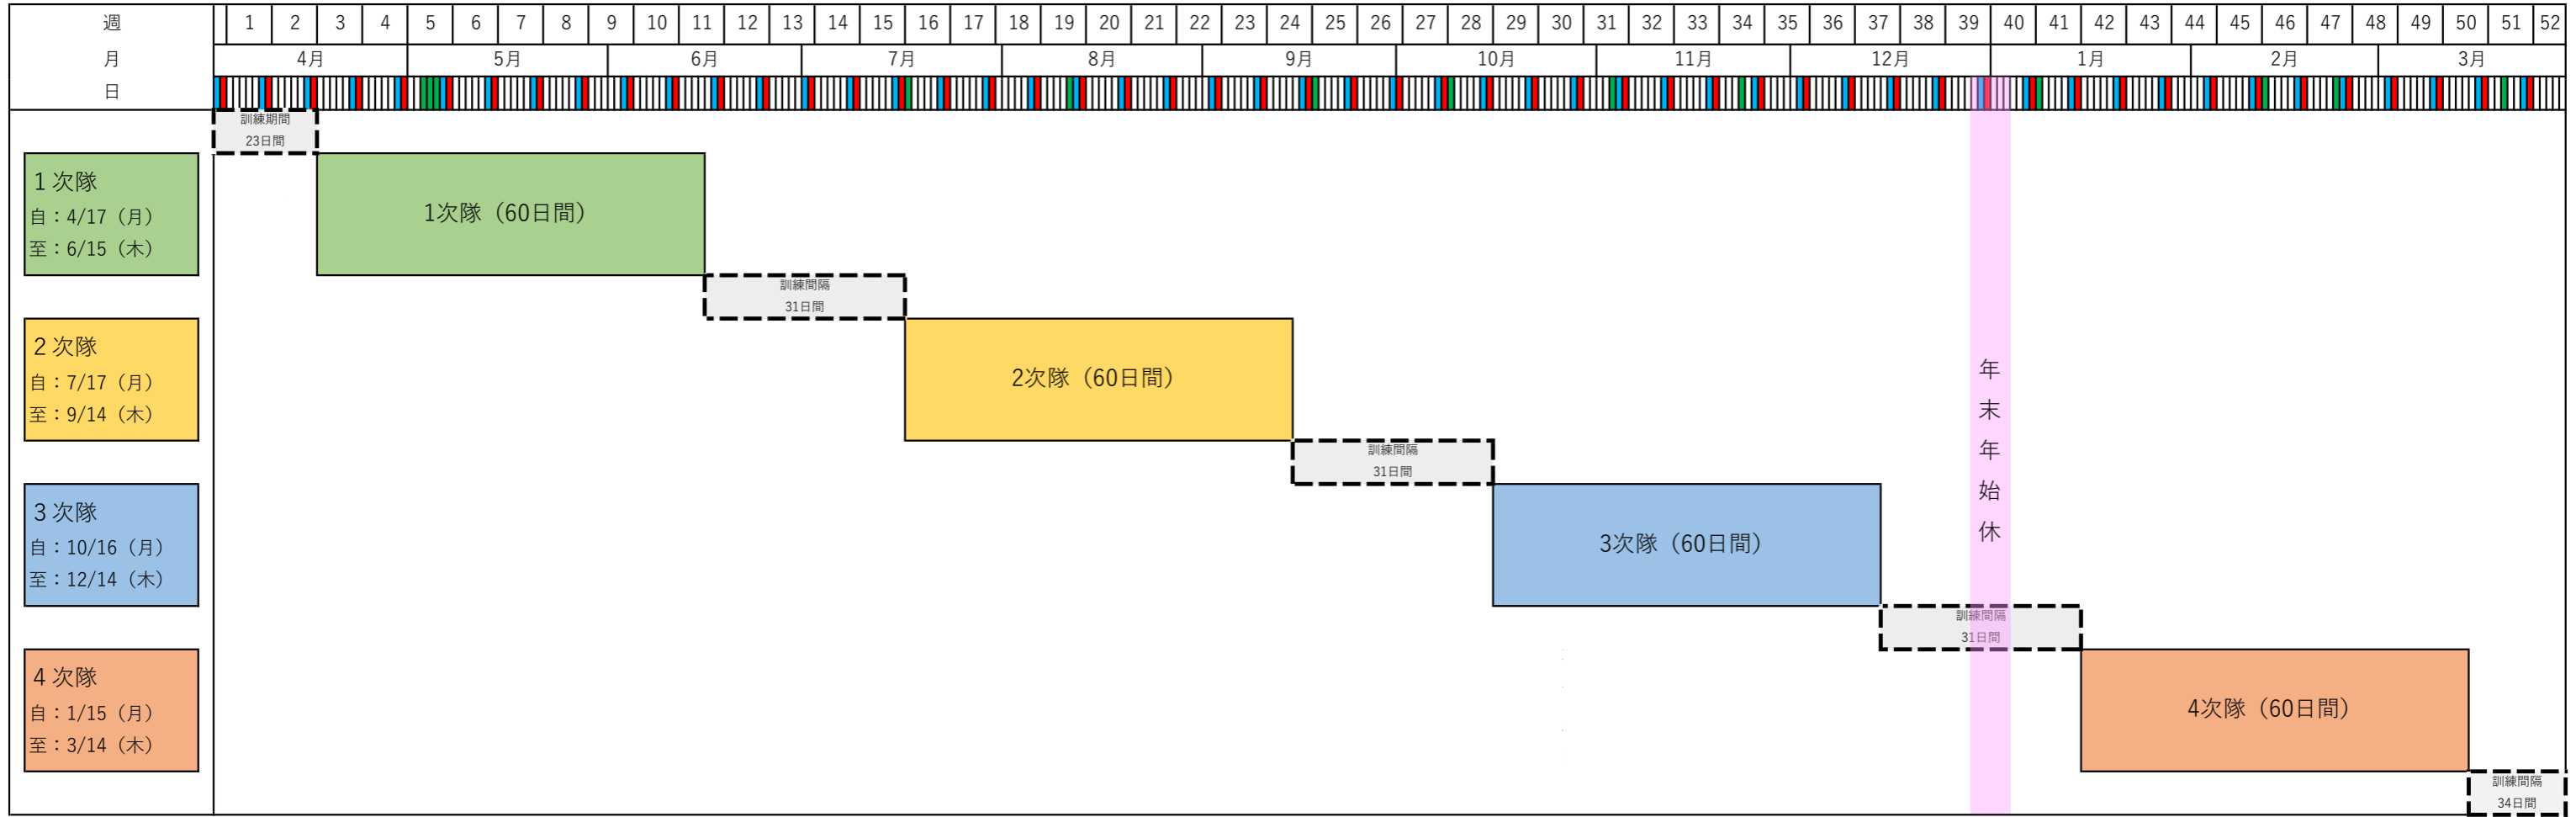 週 1 2 3 4 5 6 7 8 9 10 11 12 13 14 15 16 17 18 19 20 21 22 23 24 25 26 27 28 29 30 31 32 33 34 35 36 37 38 39 40 41 42 43 44 45 46 47 48 49 50 51 52
月 4月 5月 6月 7月 8月 9月 10月 11月 12月 1月 2月 3月
日
訓練期間
23日間
1次隊
自：4/17（月）
至：6/15（木）
1次隊（60日間）
訓練間隔
31日間
2次隊
自：7/17（月）
至：9/14（木）
2次隊（60日間）
訓練間隔
31日間
3次隊
自：10/16（月）
至：12/14（木）
3次隊（60日間）
年末年始休
訓練間隔
31日間
4次隊
自：1/15（月）
至：3/14（木）
4次隊（60日間）
訓練間隔
34日間